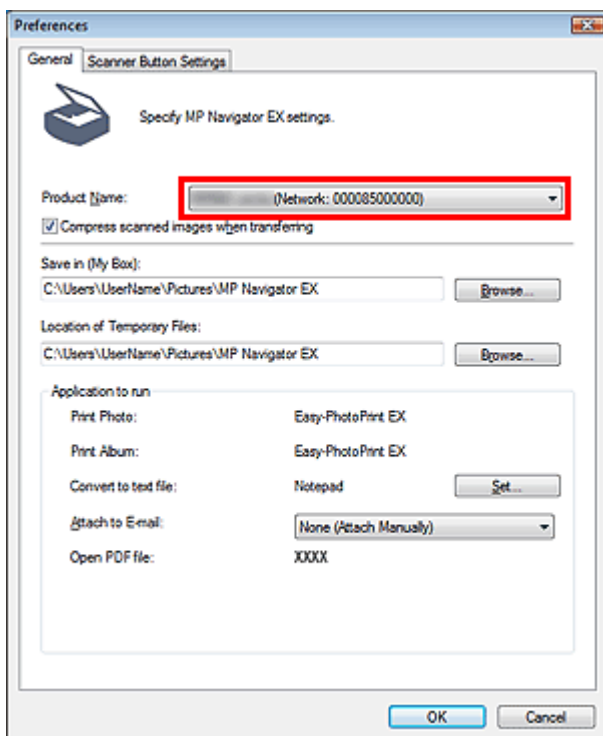 Preferences
General Scanner Button Settings
Specify MP Navigator EX settings.
Product Name: (Network: 000085000000)
Compress scanned images when transferring
Save in (My Box):
C:\Users\UserName\Pictures\MP Navigator EX Browse...
Location of Temporary Files:
C:\Users\UserName\Pictures\MP Navigator EX Browse...
Application to run
Print Photo: Easy-PhotoPrint EX
Print Album: Easy-PhotoPrint EX
Convert to text file: Notepad Set...
Attach to E-mail: None (Attach Manually)
Open PDF file: XXXX
OK Cancel